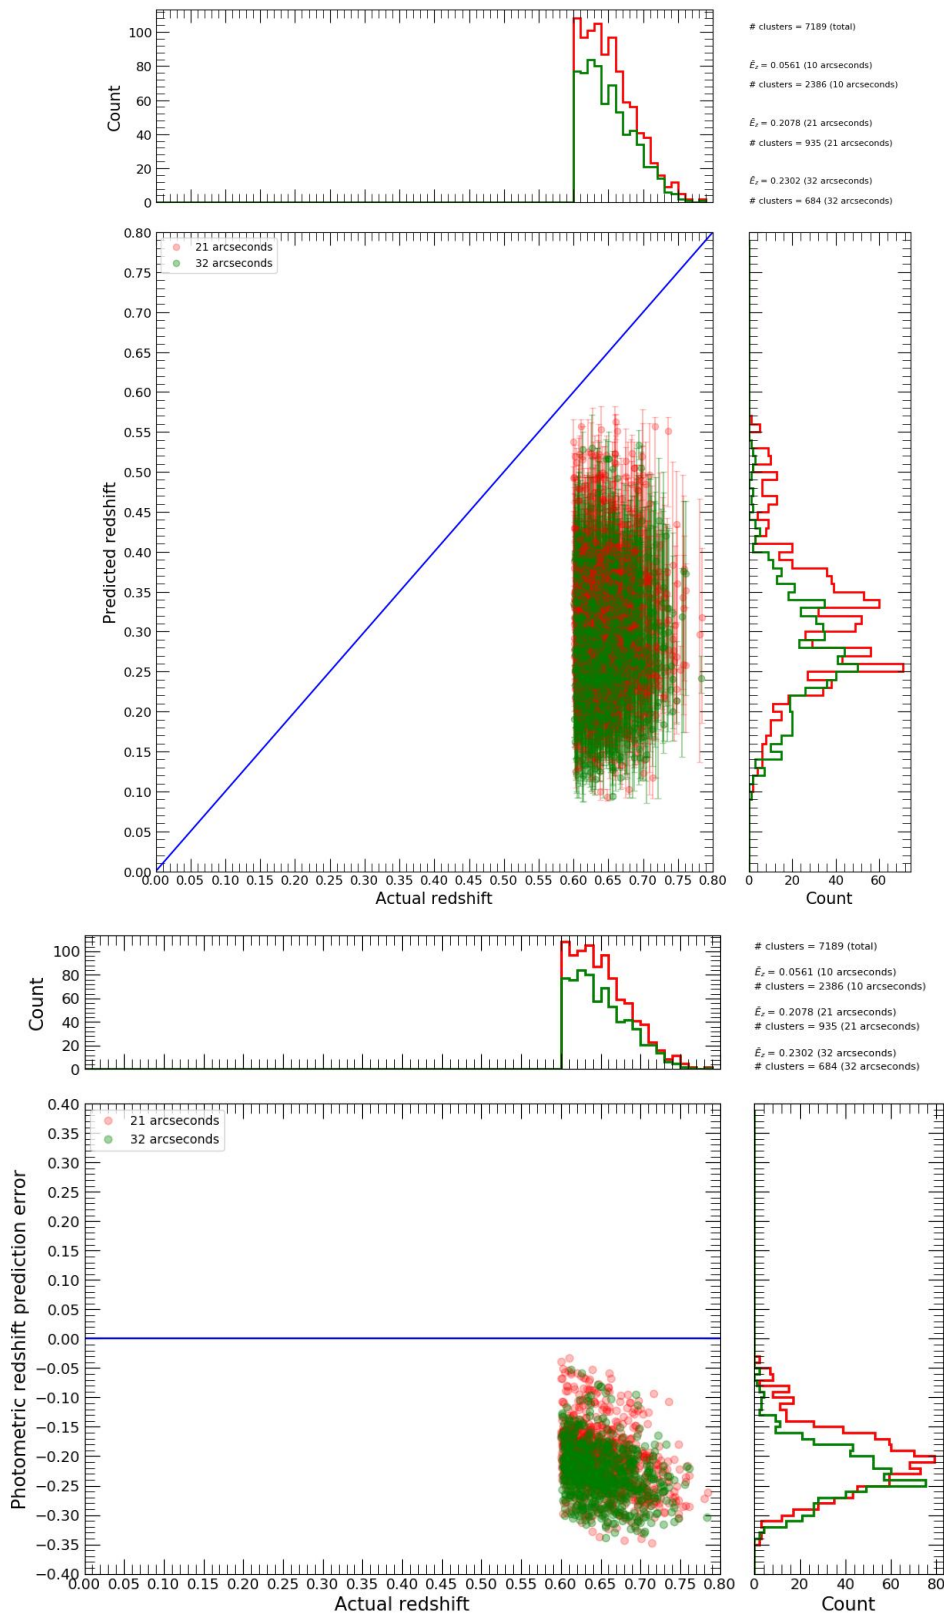 100
80
60
40
20
0
Count
# clusters = 7189 (total)
Ē_z = 0.0561 (10 arcseconds)
# clusters = 2386 (10 arcseconds)
Ē_z = 0.2078 (21 arcseconds)
# clusters = 935 (21 arcseconds)
Ē_z = 0.2302 (32 arcseconds)
# clusters = 684 (32 arcseconds)
21 arcseconds
32 arcseconds
0.80
0.75
0.70
0.65
0.60
0.55
0.50
0.45
0.40
0.35
0.30
0.25
0.20
0.15
0.10
0.05
0.00
Predicted redshift
0.00 0.05 0.10 0.15 0.20 0.25 0.30 0.35 0.40 0.45 0.50 0.55 0.60 0.65 0.70 0.75 0.80
Actual redshift
0 20 40 60
Count
100
80
60
40
20
0
Count
# clusters = 7189 (total)
Ē_z = 0.0561 (10 arcseconds)
# clusters = 2386 (10 arcseconds)
Ē_z = 0.2078 (21 arcseconds)
# clusters = 935 (21 arcseconds)
Ē_z = 0.2302 (32 arcseconds)
# clusters = 684 (32 arcseconds)
21 arcseconds
32 arcseconds
0.40
0.35
0.30
0.25
0.20
0.15
0.10
0.05
0.00
−0.05
−0.10
−0.15
−0.20
−0.25
−0.30
−0.35
−0.40
Photometric redshift prediction error
0.00 0.05 0.10 0.15 0.20 0.25 0.30 0.35 0.40 0.45 0.50 0.55 0.60 0.65 0.70 0.75 0.80
Actual redshift
0 20 40 60 80
Count